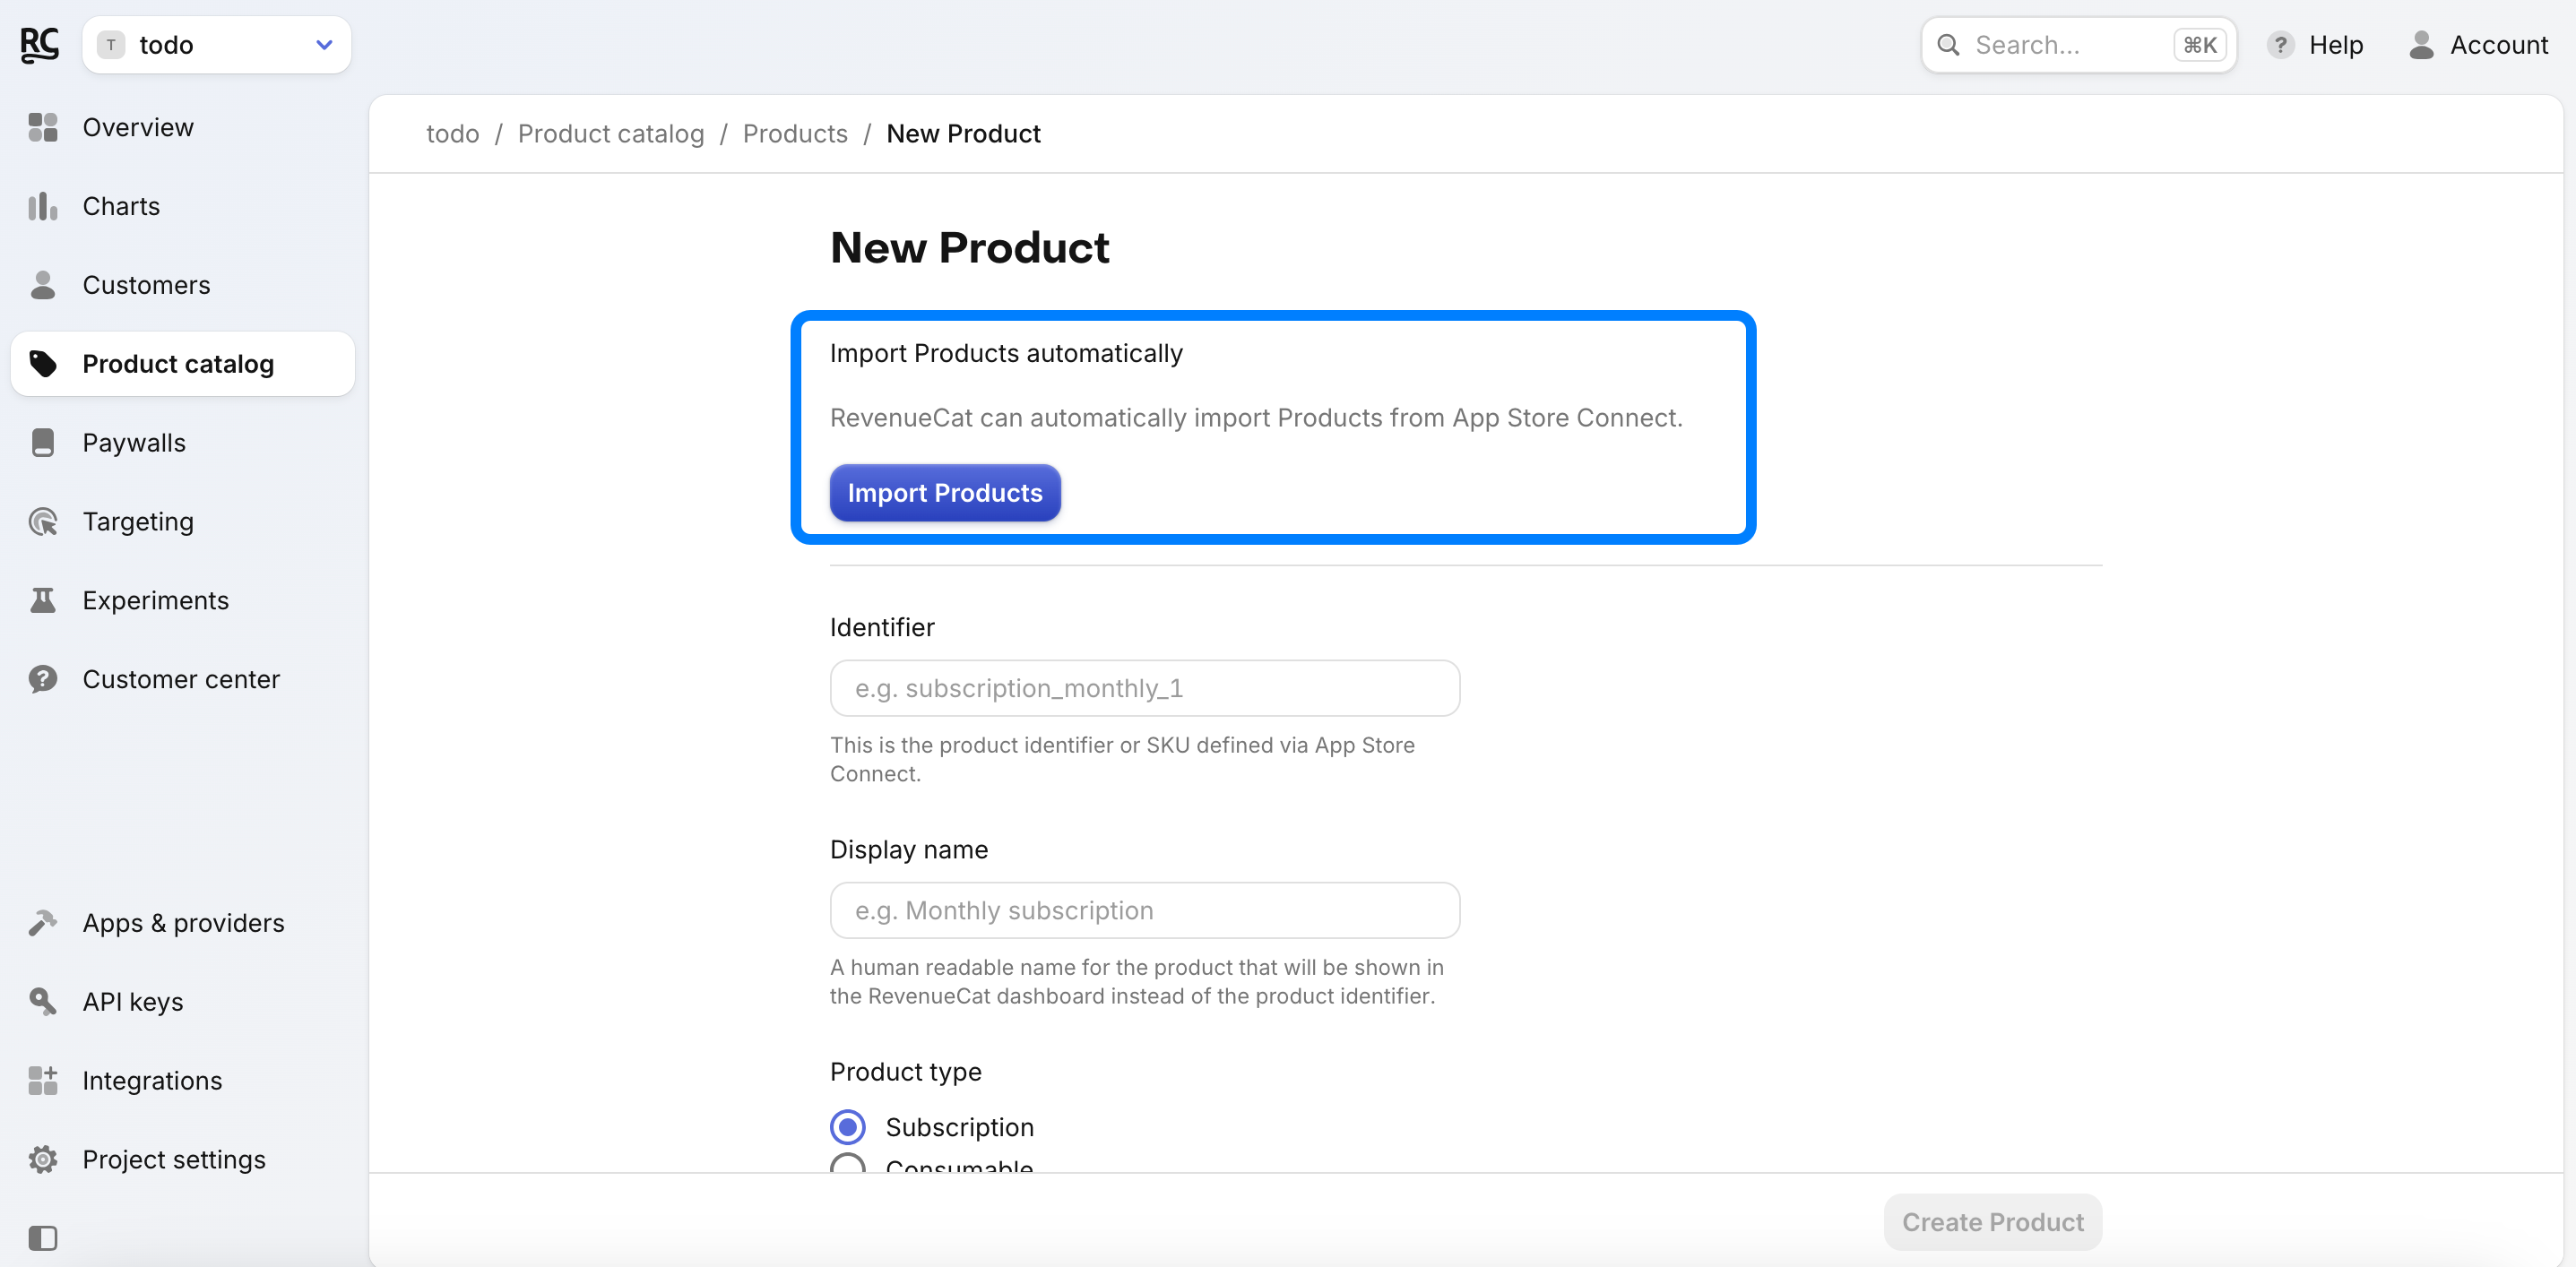 RC
T todo
Search... ⌘K
? Help
Account
Overview
Charts
Customers
Product catalog
Paywalls
Targeting
Experiments
Customer center
Apps & providers
API keys
Integrations
Project settings
todo / Product catalog / Products / New Product
New Product
Import Products automatically
RevenueCat can automatically import Products from App Store Connect.
Import Products
Identifier
e.g. subscription_monthly_1
This is the product identifier or SKU defined via App Store
Connect.
Display name
e.g. Monthly subscription
A human readable name for the product that will be shown in
the RevenueCat dashboard instead of the product identifier.
Product type
Subscription
Consumable
Create Product